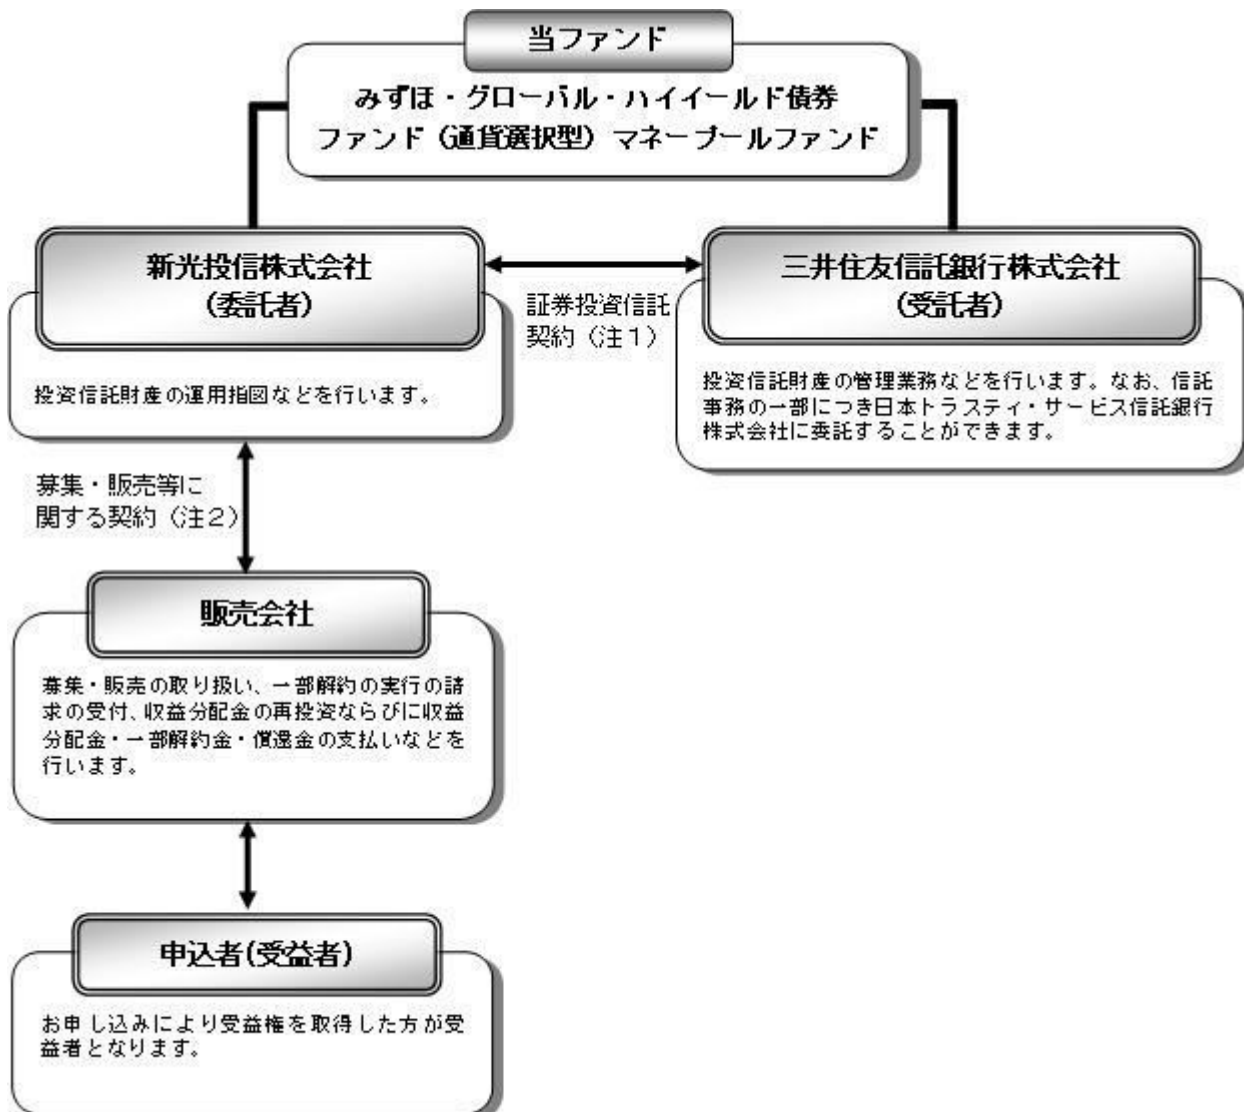 当ファンド
みずほ・グローバル・ハイイールド債券
ファンド（通貨選択型）マネープールファンド
新光投信株式会社
（委託者）
証券投資信託
契約（注１）
三井住友信託銀行株式会社
（受託者）
投資信託財産の運用指図などを行います。
投資信託財産の管理業務などを行います。なお、信託
事務の一部につき日本トラスティ・サービス信託銀行
株式会社に委託することができます。
募集・販売等に
関する契約（注２）
販売会社
募集・販売の取り扱い、一部解約の実行の請
求の受付、収益分配金の再投資ならびに収益
分配金・一部解約金・償還金の支払いなどを
行います。
申込者(受益者)
お申し込みにより受益権を取得した方が受
益者となります。